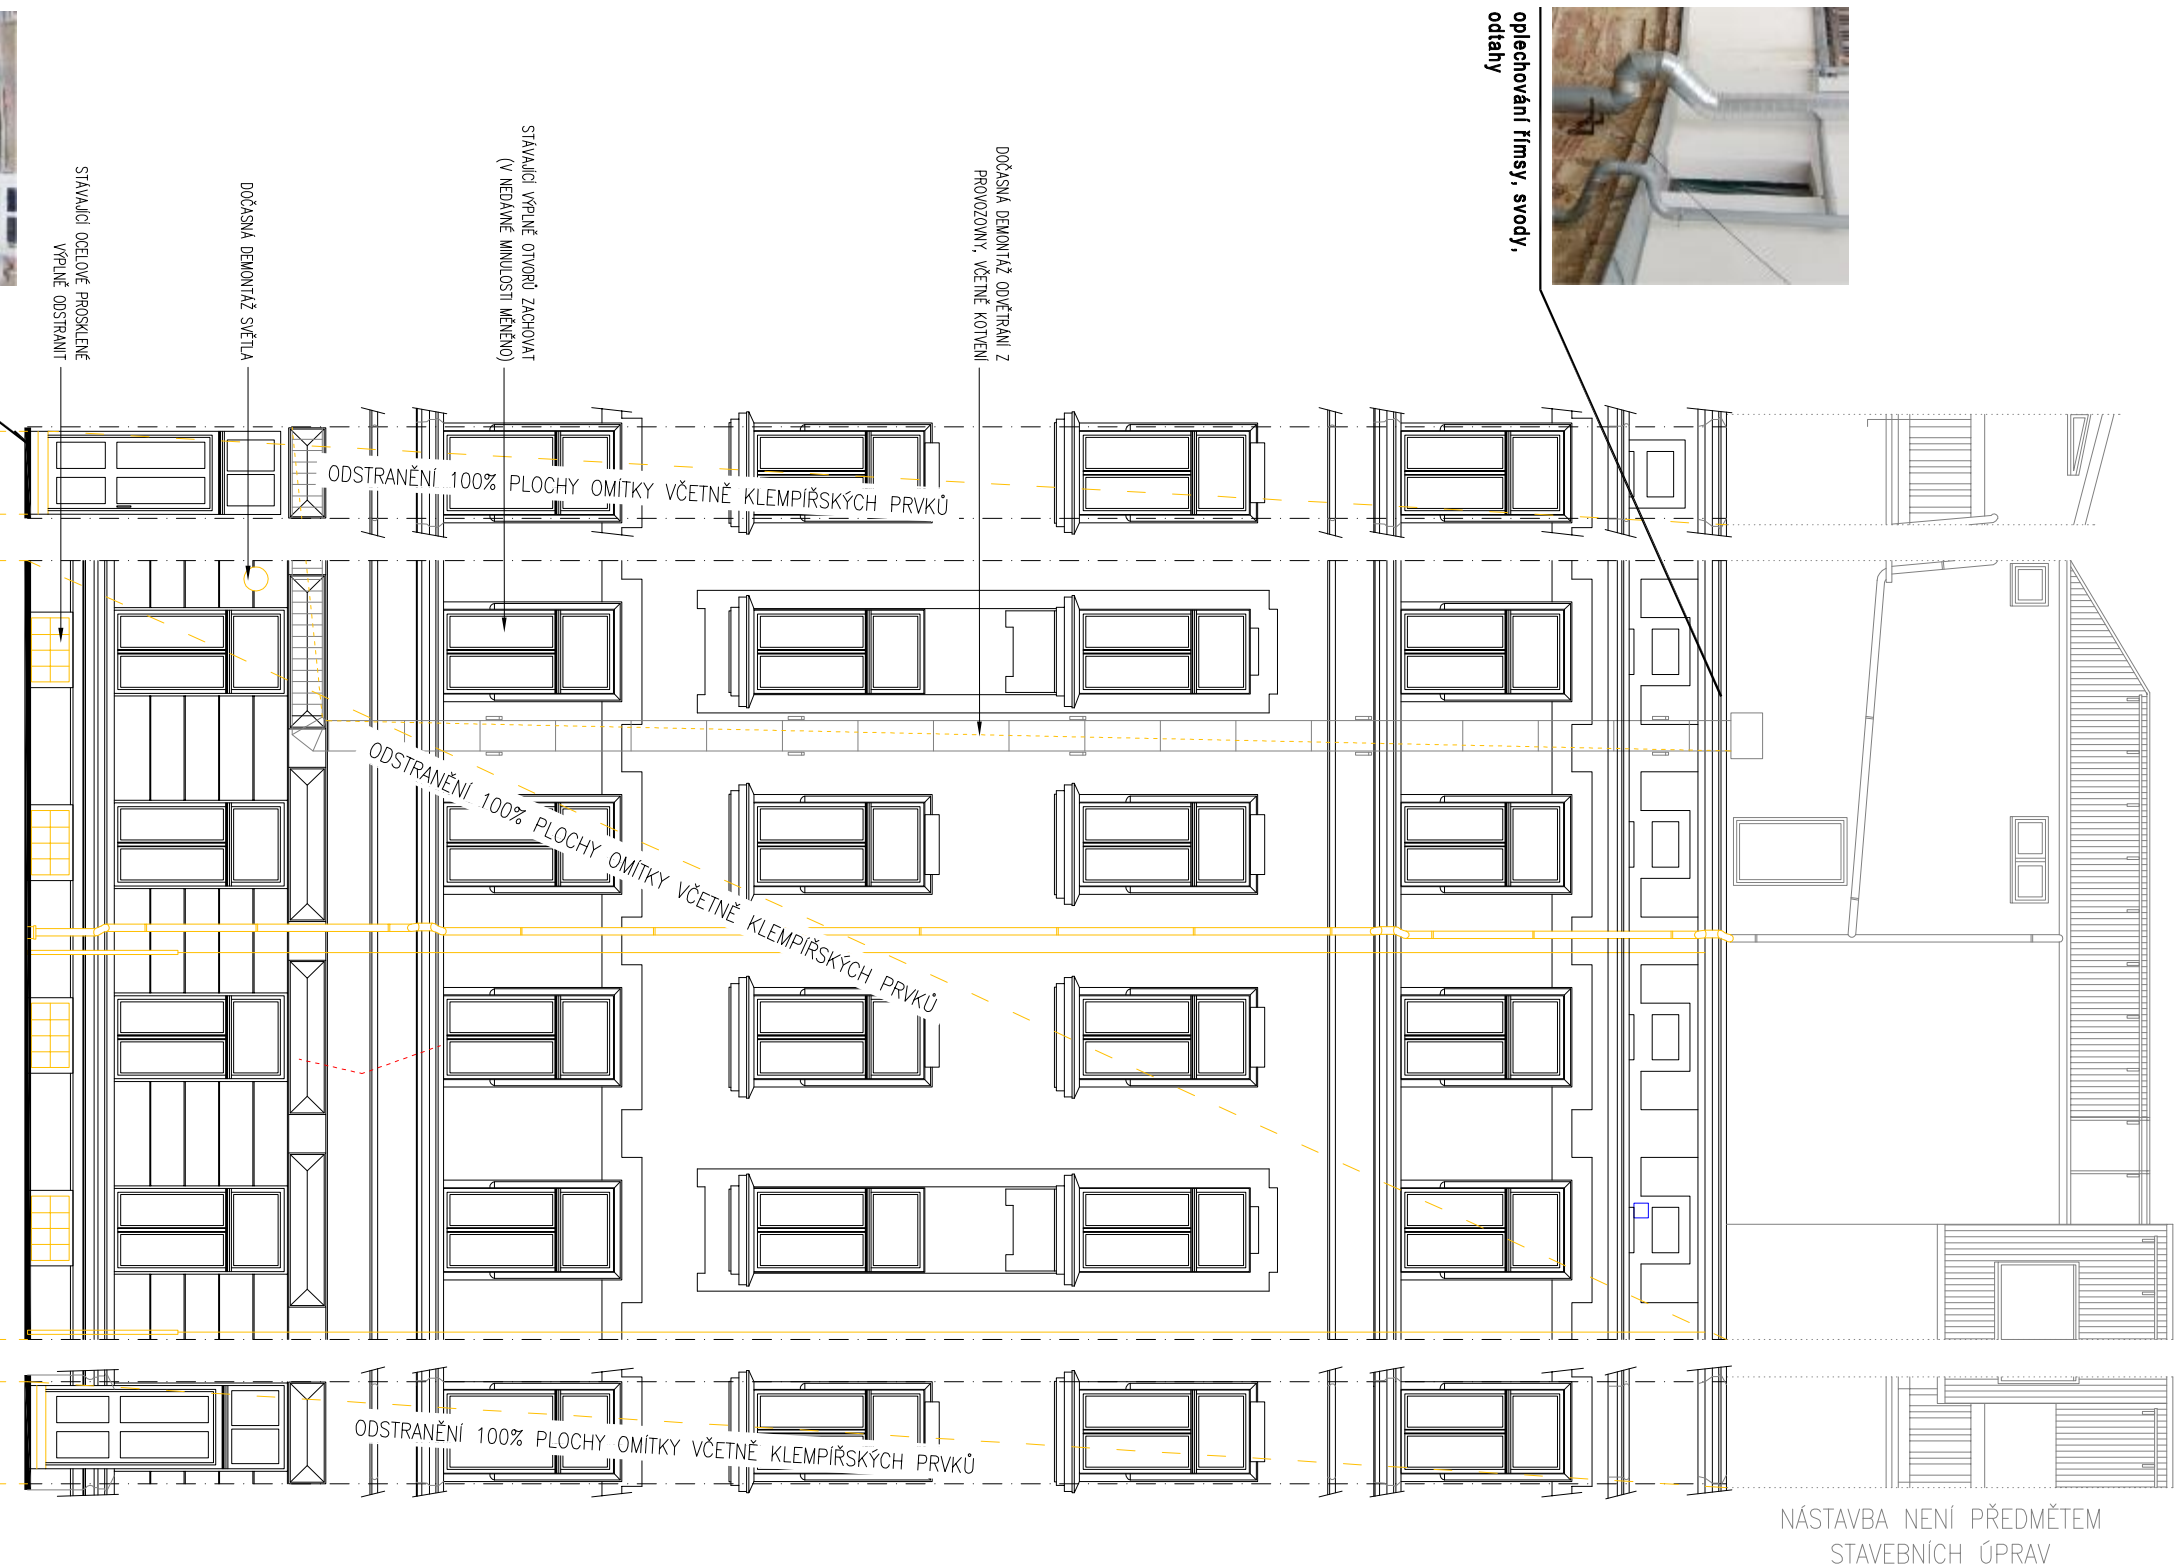 oplechování římsy, svody,
odtahy
DOČASNÁ DEMONTÁŽ ODVĚTRÁNÍ Z
PROVOZOVNY, VČETNĚ KOTVENÍ
STÁVAJÍCÍ VÝPLNĚ OTVORŮ ZACHOVAT
(V NEDÁVNÉ MINULOSTI MĚNĚNO)
DOČASNÁ DEMONTÁŽ SVĚTLA
STÁVAJÍCÍ OCELOVÉ PROSKLENÉ
VÝPLNĚ ODSTRANIT
ODSTRANĚNÍ 100% PLOCHY OMÍTKY VČETNĚ KLEMPÍŘSKÝCH PRVKŮ
ODSTRANĚNÍ 100% PLOCHY OMÍTKY VČETNĚ KLEMPÍŘSKÝCH PRVKŮ
ODSTRANĚNÍ 100% PLOCHY OMÍTKY VČETNĚ KLEMPÍŘSKÝCH PRVKŮ
NÁSTAVBA NENÍ PŘEDMĚTEM
STAVEBNÍCH ÚPRAV